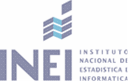 INEI
INSTITUTO
NACIONAL DE
ESTADISTICA E
INFORMATICA